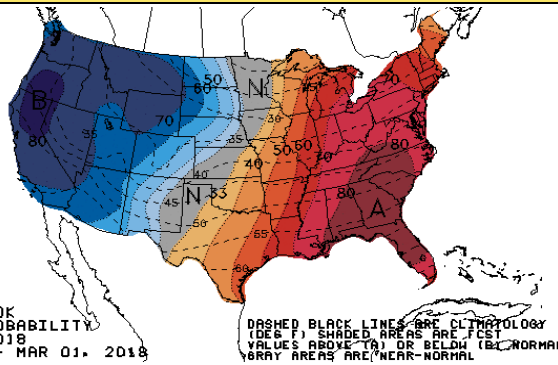 50
60
N
70
B
80
35
70
30
35
50 60
80
40
40
70
N 33
45
80
A
50
55
60
OK
OBABILITY
018
- MAR 01, 2018
DASHED BLACK LINES ARE CLIMATOLOGY
(DEG F) SHADED AREAS ARE FCST
VALUES ABOVE (A) OR BELOW (B) NORMAL
GRAY AREAS ARE NEAR-NORMAL